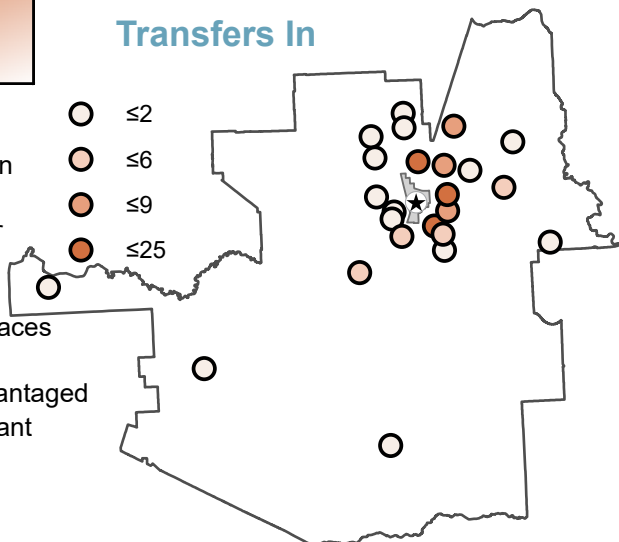 Transfers In
≤2
≤6
≤9
≤25
aces
antaged
ant